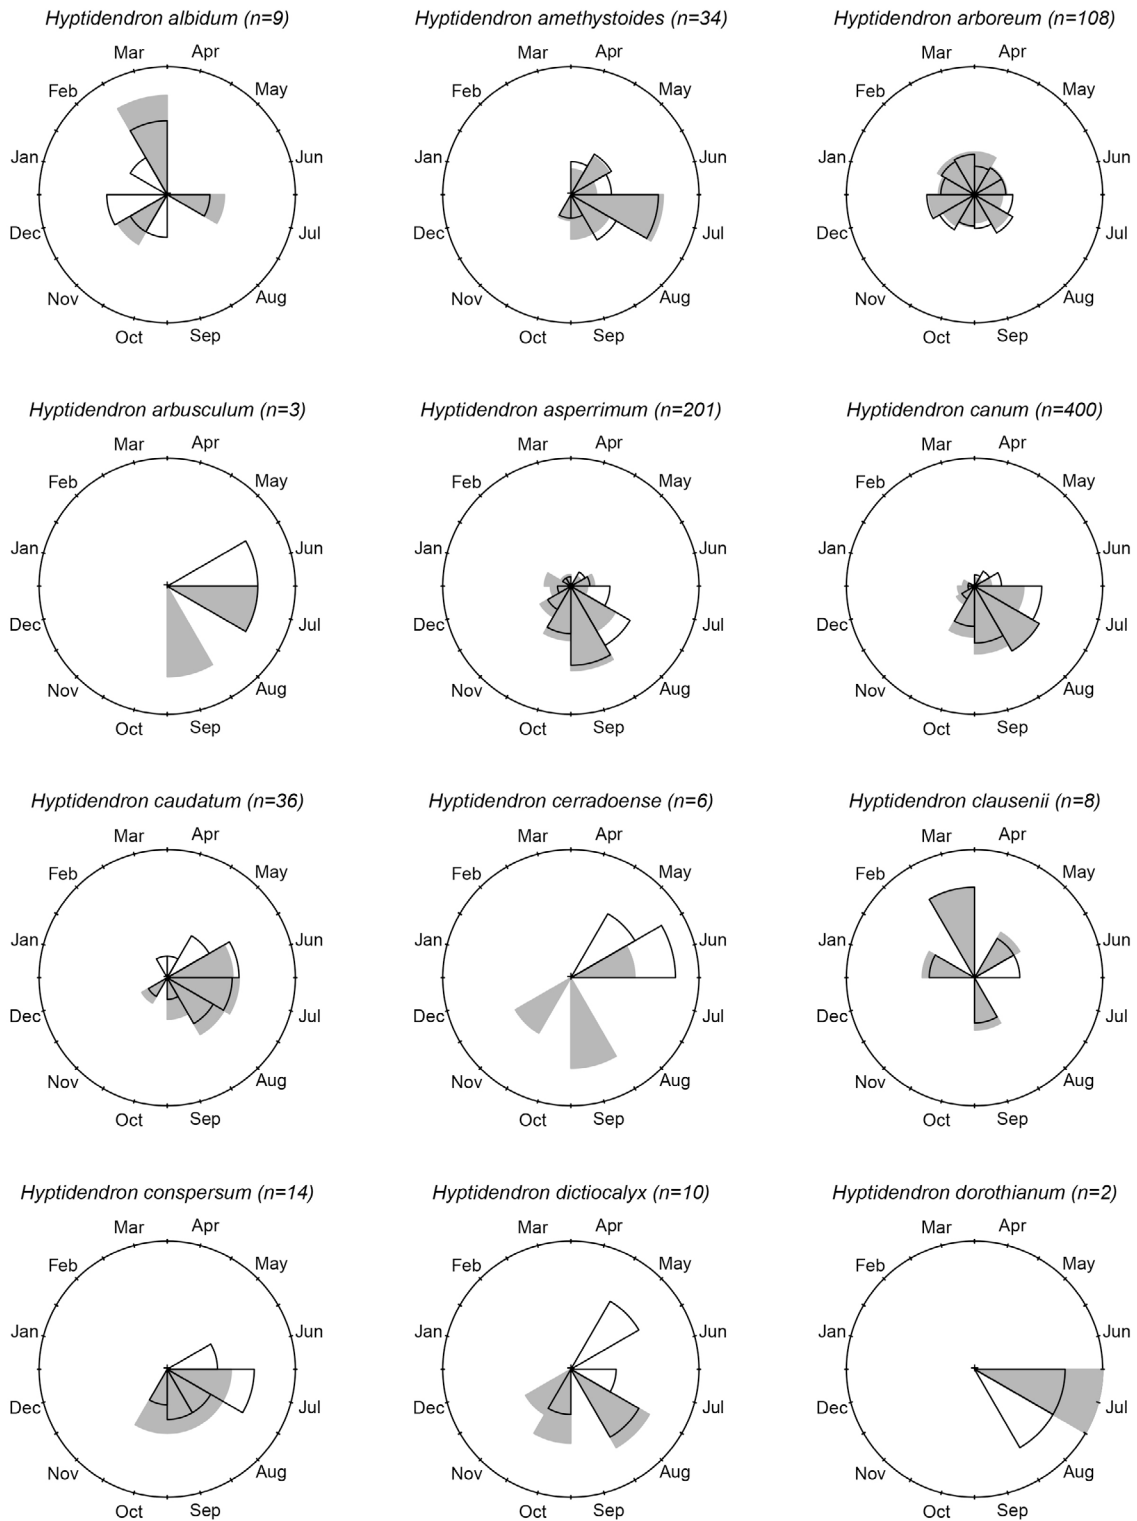 Hyptidendron albidum (n=9)
Mar Apr
Feb May
Jan Jun
Dec Jul
Nov Aug
Oct Sep
Hyptidendron amethystoides (n=34)
Mar Apr
Feb May
Jan Jun
Dec Jul
Nov Aug
Oct Sep
Hyptidendron arboreum (n=108)
Mar Apr
Feb May
Jan Jun
Dec Jul
Nov Aug
Oct Sep
Hyptidendron arbusculum (n=3)
Mar Apr
Feb May
Jan Jun
Dec Jul
Nov Aug
Oct Sep
Hyptidendron asperrimum (n=201)
Mar Apr
Feb May
Jan Jun
Dec Jul
Nov Aug
Oct Sep
Hyptidendron canum (n=400)
Mar Apr
Feb May
Jan Jun
Dec Jul
Nov Aug
Oct Sep
Hyptidendron caudatum (n=36)
Mar Apr
Feb May
Jan Jun
Dec Jul
Nov Aug
Oct Sep
Hyptidendron cerradoense (n=6)
Mar Apr
Feb May
Jan Jun
Dec Jul
Nov Aug
Oct Sep
Hyptidendron clausenii (n=8)
Mar Apr
Feb May
Jan Jun
Dec Jul
Nov Aug
Oct Sep
Hyptidendron conspersum (n=14)
Mar Apr
Feb May
Jan Jun
Dec Jul
Nov Aug
Oct Sep
Hyptidendron dictiocalyx (n=10)
Mar Apr
Feb May
Jan Jun
Dec Jul
Nov Aug
Oct Sep
Hyptidendron dorothianum (n=2)
Mar Apr
Feb May
Jan Jun
Dec Jul
Nov Aug
Oct Sep